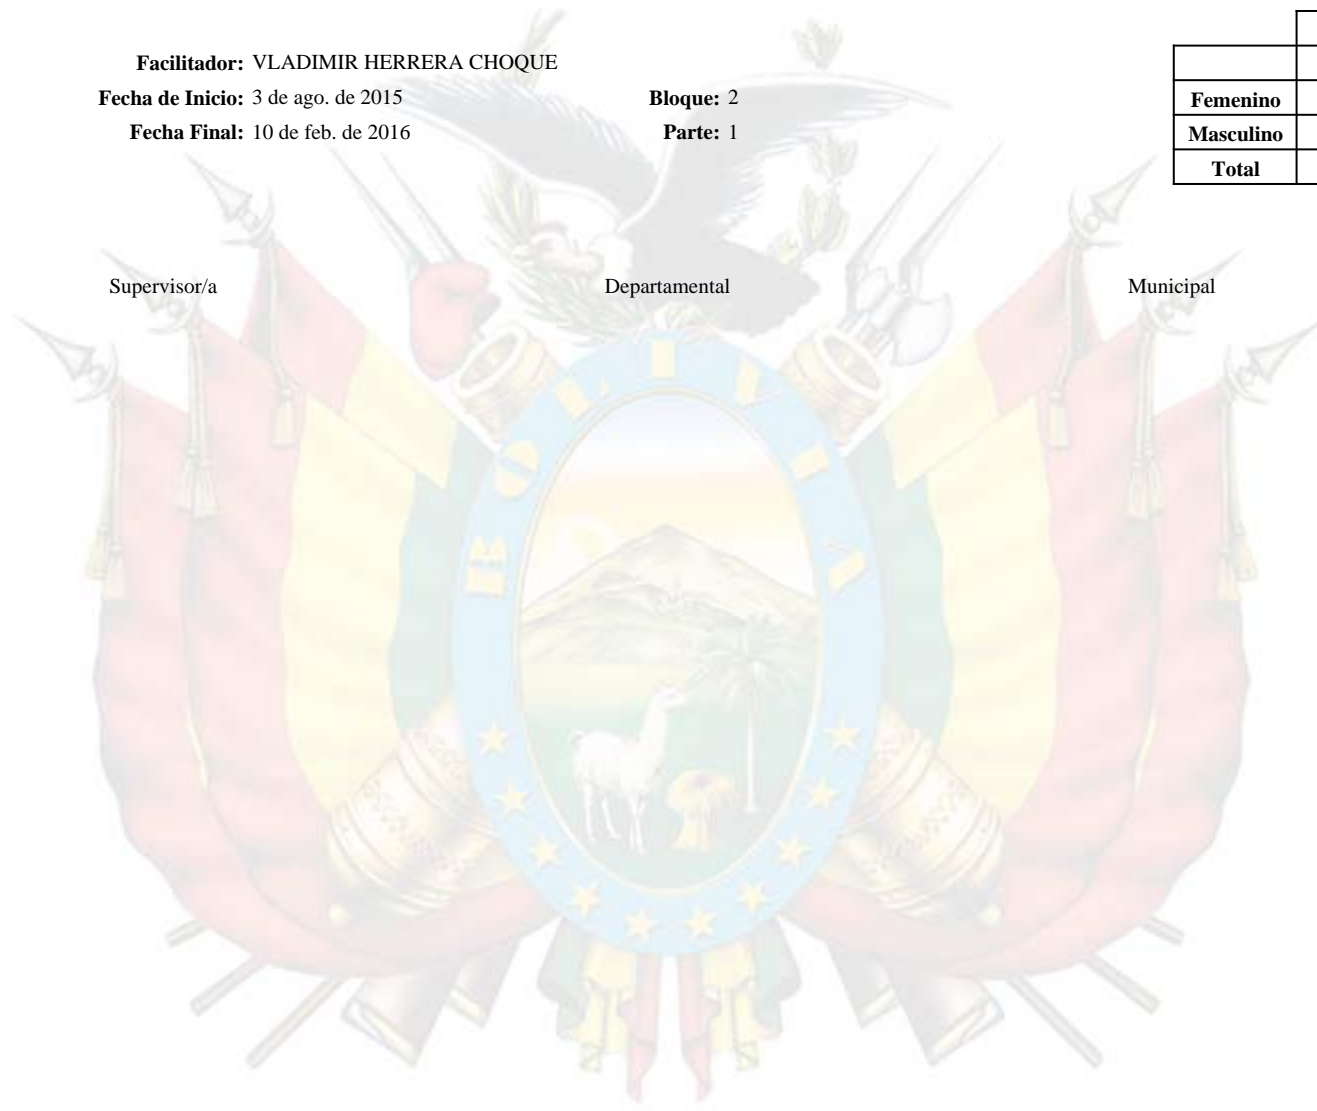 Facilitador: VLADIMIR HERRERA CHOQUE
Fecha de Inicio: 3 de ago. de 2015 Bloque: 2
Fecha Final: 10 de feb. de 2016 Parte: 1
Femenino
Masculino
Total
Supervisor/a Departamental Municipal
BOLIVIA